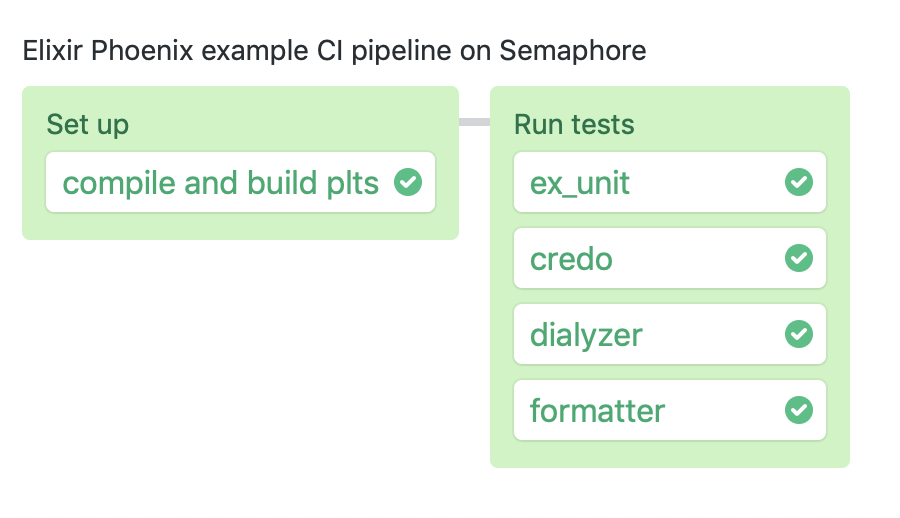 Elixir Phoenix example CI pipeline on Semaphore
Set up
compile and build plts
Run tests
ex_unit
credo
dialyzer
formatter